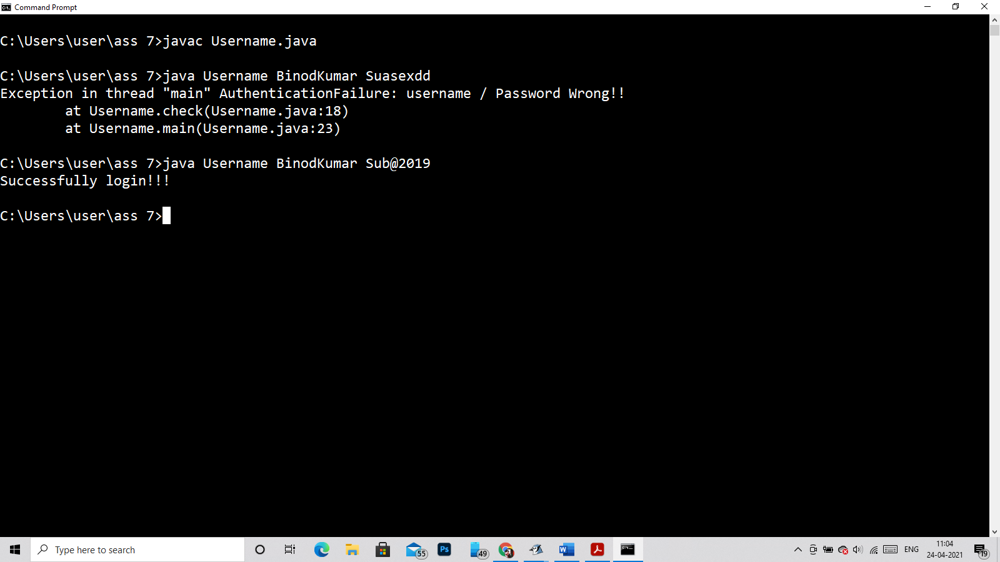 Command Prompt
C:\Users\user\ass 7>javac Username.java
C:\Users\user\ass 7>java Username BinodKumar Suasexdd
Exception in thread "main" AuthenticationFailure: username / Password Wrong!!
at Username.check(Username.java:18)
at Username.main(Username.java:23)
C:\Users\user\ass 7>java Username BinodKumar Sub@2019
Successfully login!!!
C:\Users\user\ass 7>
Type here to search
55
Ps
49
W
ENG
11:04
24-04-2021
19